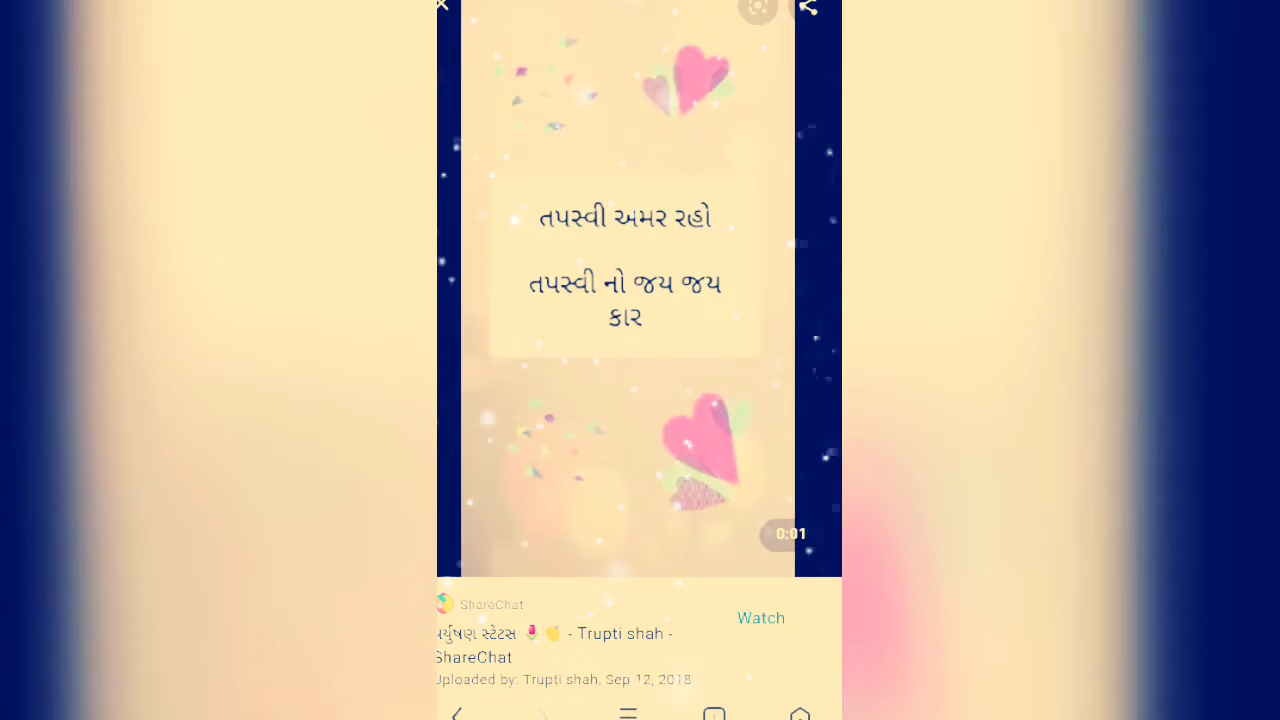 તપસ્વી અમર રહો
તપસ્વી નો જય જય
કાર
0:01
ShareChat
Watch
પર્યુષણ સ્ટેટસ 🌷👏 - Trupti shah -
ShareChat
Uploaded by: Trupti shah, Sep 12, 2018